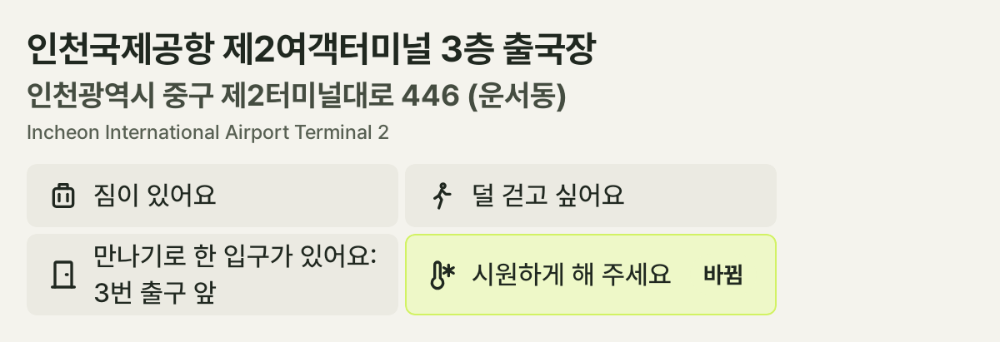 인천국제공항 제2여객터미널 3층 출국장
인천광역시 중구 제2터미널대로 446 (운서동)
Incheon International Airport Terminal 2
짐이 있어요
덜 걷고 싶어요
만나기로 한 입구가 있어요:
3번 출구 앞
시원하게 해 주세요 바뀜